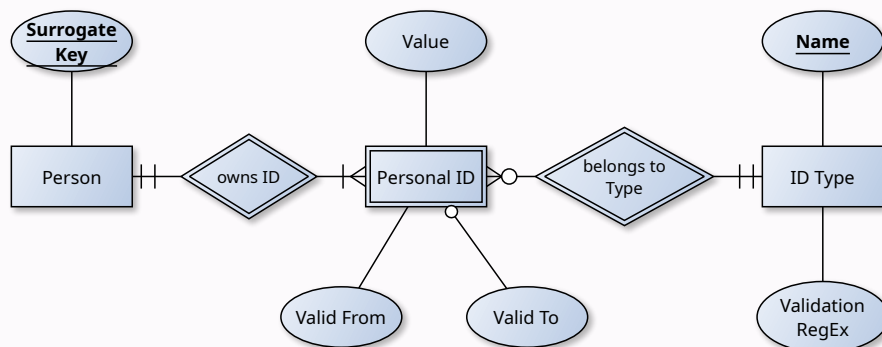 Surrogate
Key
Value
Name
Person
owns ID
Personal ID
belongs to
Type
ID Type
Valid From
Valid To
Validation
RegEx